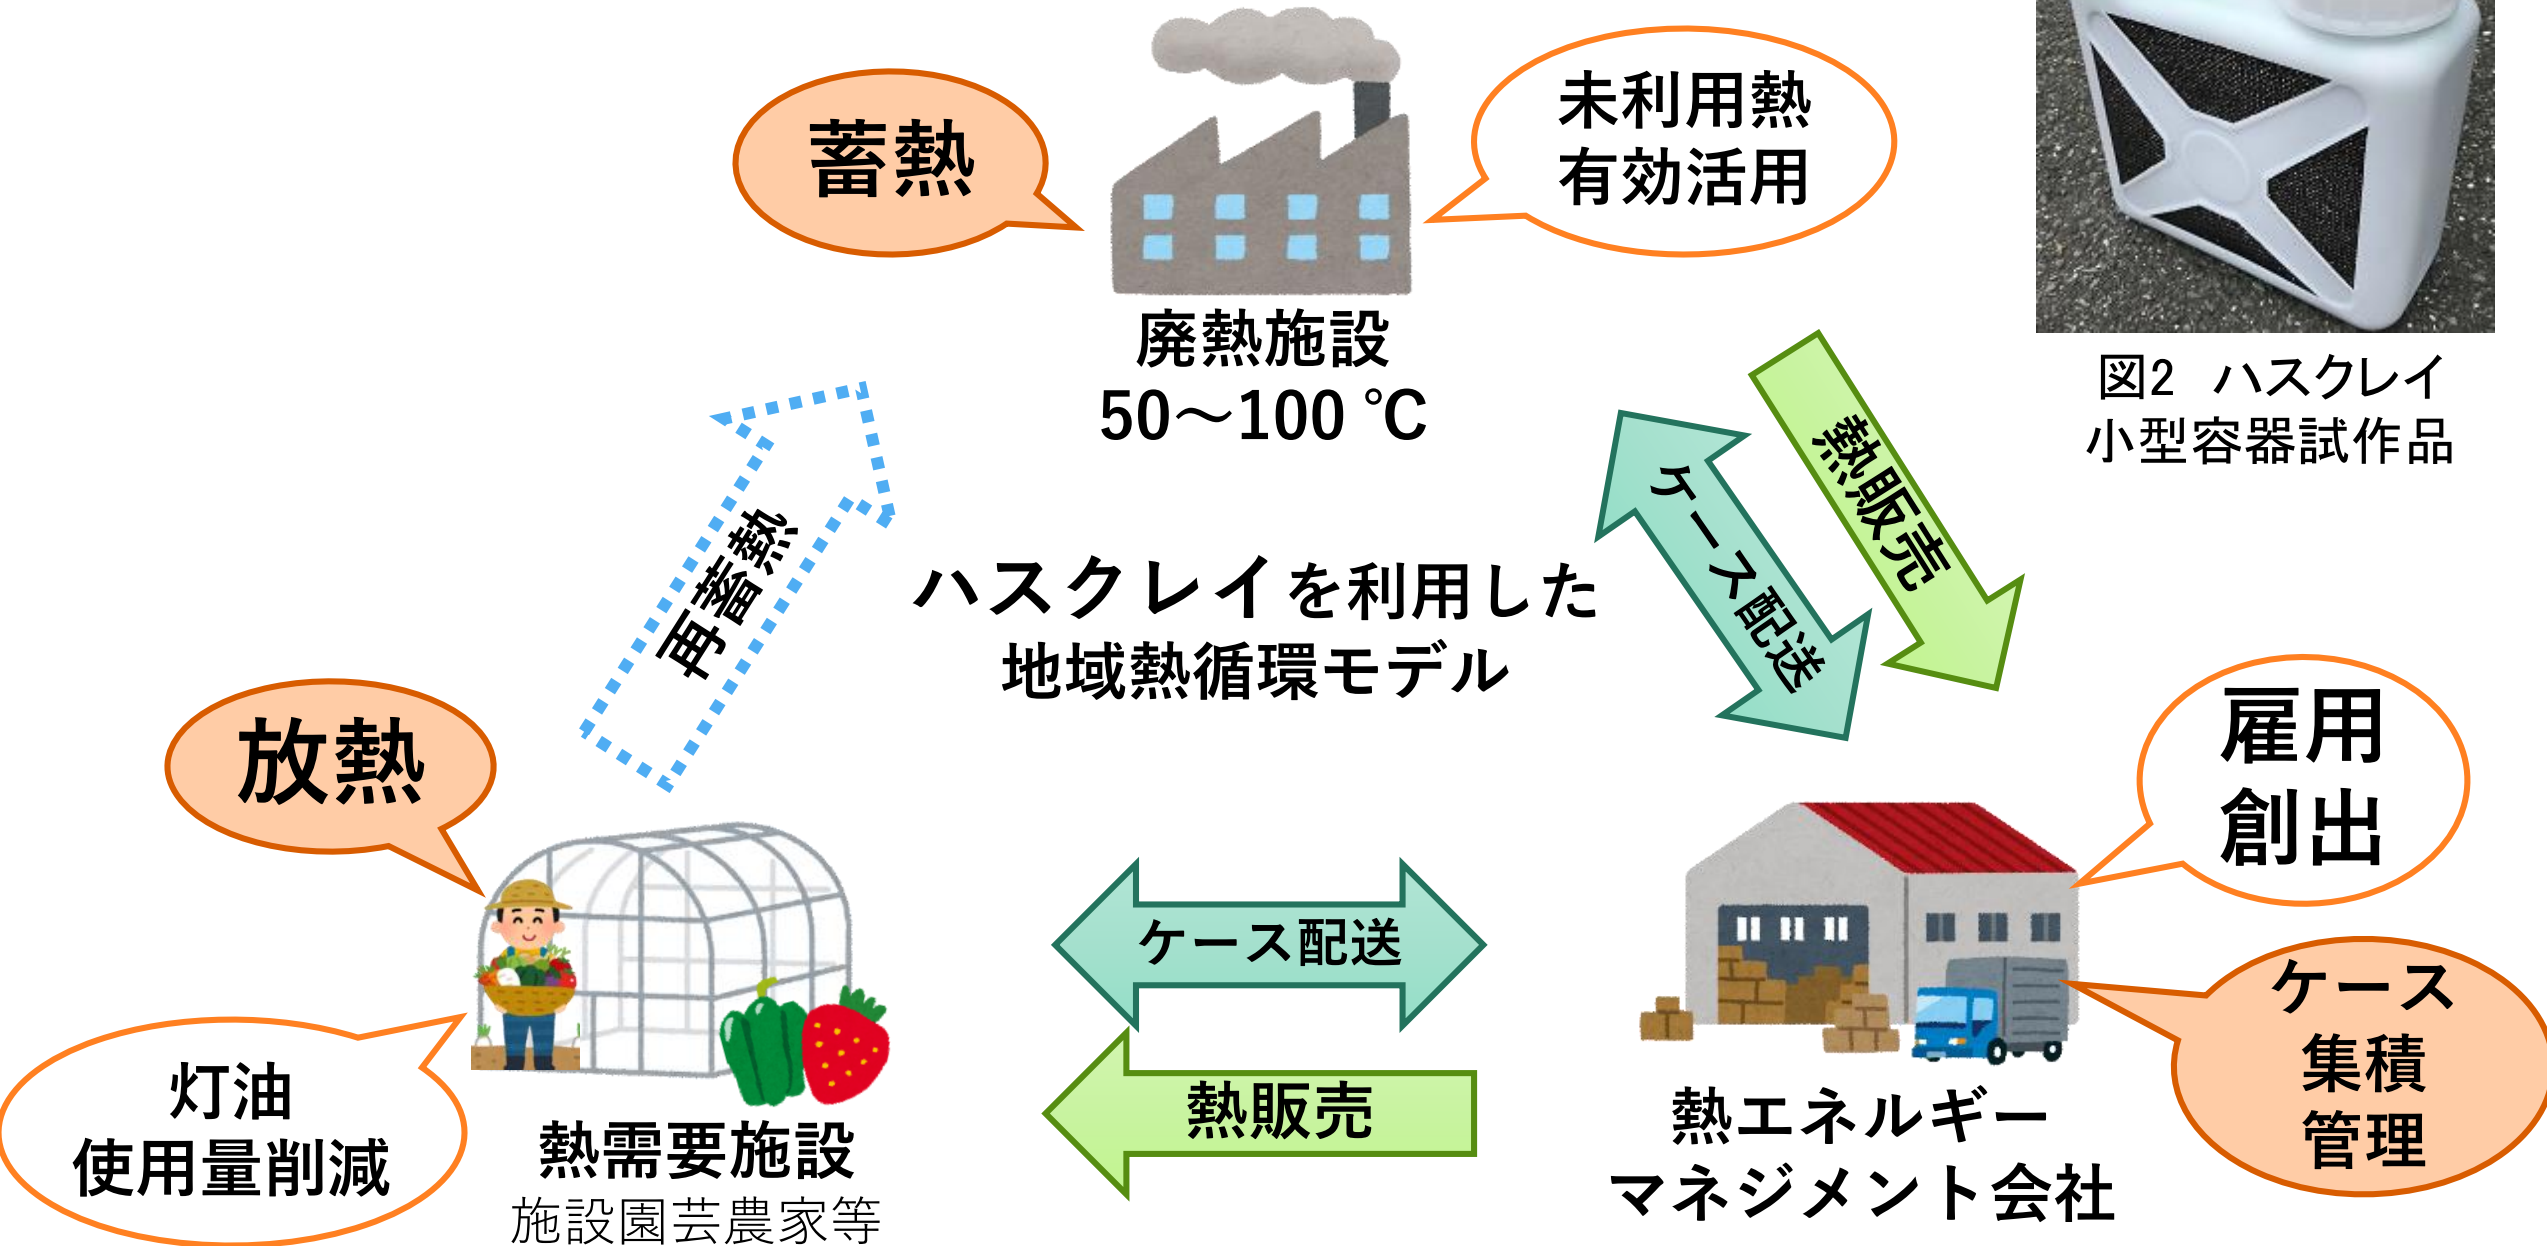 蓄熱
未利用熱
有効活用
廃熱施設
50～100 ℃
図2　ハスクレイ
小型容器試作品
熱販売
ケース配送
再蓄熱
ハスクレイを利用した
地域熱循環モデル
放熱
雇用
創出
ケース配送
熱販売
ケース
集積
管理
灯油
使用量削減
熱需要施設
施設園芸農家等
熱エネルギー
マネジメント会社